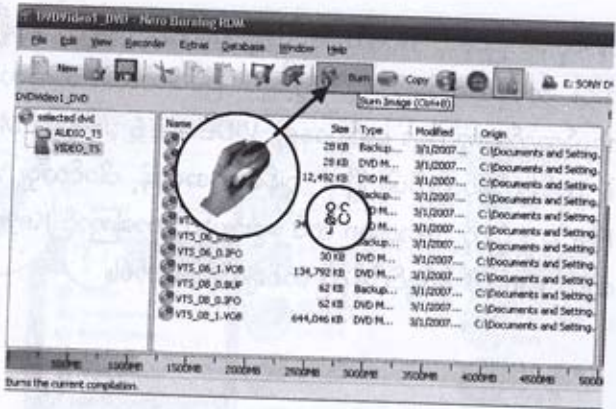 DVDVideo1_DVD - Nero Burning ROM
File Edit View Recorder Extras Database Window Help
New Burn Copy E: SONY D
Burn Image (Ctrl+B)
DVDVideo1_DVD
selected dvd
AUDIO_TS
VIDEO_TS
Name Size Type Modified Origin
28 KB Backup... 3/1/2007... C:\Documents and Setting.
28 KB DVD M... 3/1/2007... C:\Documents and Setting.
12,492 KB DVD M... 3/1/2007... C:\Documents and Setting.
Backup... 3/1/2007... C:\Documents and Setting.
3/1/2007... C:\Documents and Setting.
DVD M... 3/1/2007... C:\Documents and Setting.
3/1/2007... C:\Documents and Setting.
VTS_06_0.IFO 30 KB DVD M... 3/1/2007... C:\Documents and Setting.
VTS_06_1.VOB 134,792 KB DVD M... 3/1/2007... C:\Documents and Setting.
VTS_08_0.BUP 62 KB Backup... 3/1/2007... C:\Documents and Setting.
VTS_08_0.IFO 62 KB DVD M... 3/1/2007... C:\Documents and Setting.
VTS_08_1.VOB 644,046 KB DVD M... 3/1/2007... C:\Documents and Setting.
500MB 1000MB 1500MB 2000MB 2500MB 3000MB 3500MB 4000MB 4500MB 5000
Burns the current compilation.